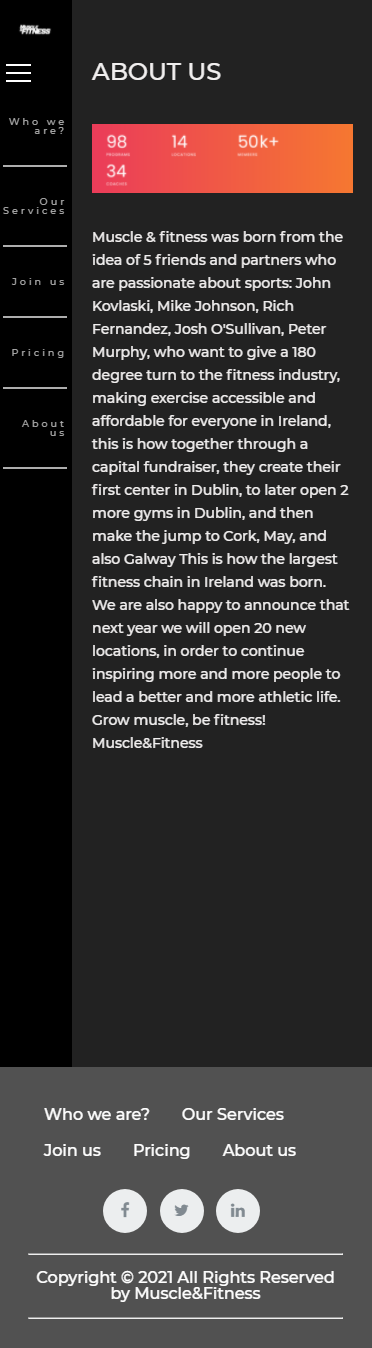 MUSCLE
FITNESS
Who we
are?
Our
Services
Join us
Pricing
About
us
ABOUT US
98
PROGRAMS
14
LOCATIONS
50k+
MEMBERS
34
COACHES
Muscle & fitness was born from the
idea of 5 friends and partners who
are passionate about sports: John
Kovlaski, Mike Johnson, Rich
Fernandez, Josh O'Sullivan, Peter
Murphy, who want to give a 180
degree turn to the fitness industry,
making exercise accessible and
affordable for everyone in Ireland,
this is how together through a
capital fundraiser, they create their
first center in Dublin, to later open 2
more gyms in Dublin, and then
make the jump to Cork, May, and
also Galway This is how the largest
fitness chain in Ireland was born.
We are also happy to announce that
next year we will open 20 new
locations, in order to continue
inspiring more and more people to
lead a better and more athletic life.
Grow muscle, be fitness!
Muscle&Fitness
Who we are? Our Services
Join us Pricing About us
Copyright © 2021 All Rights Reserved
by Muscle&Fitness